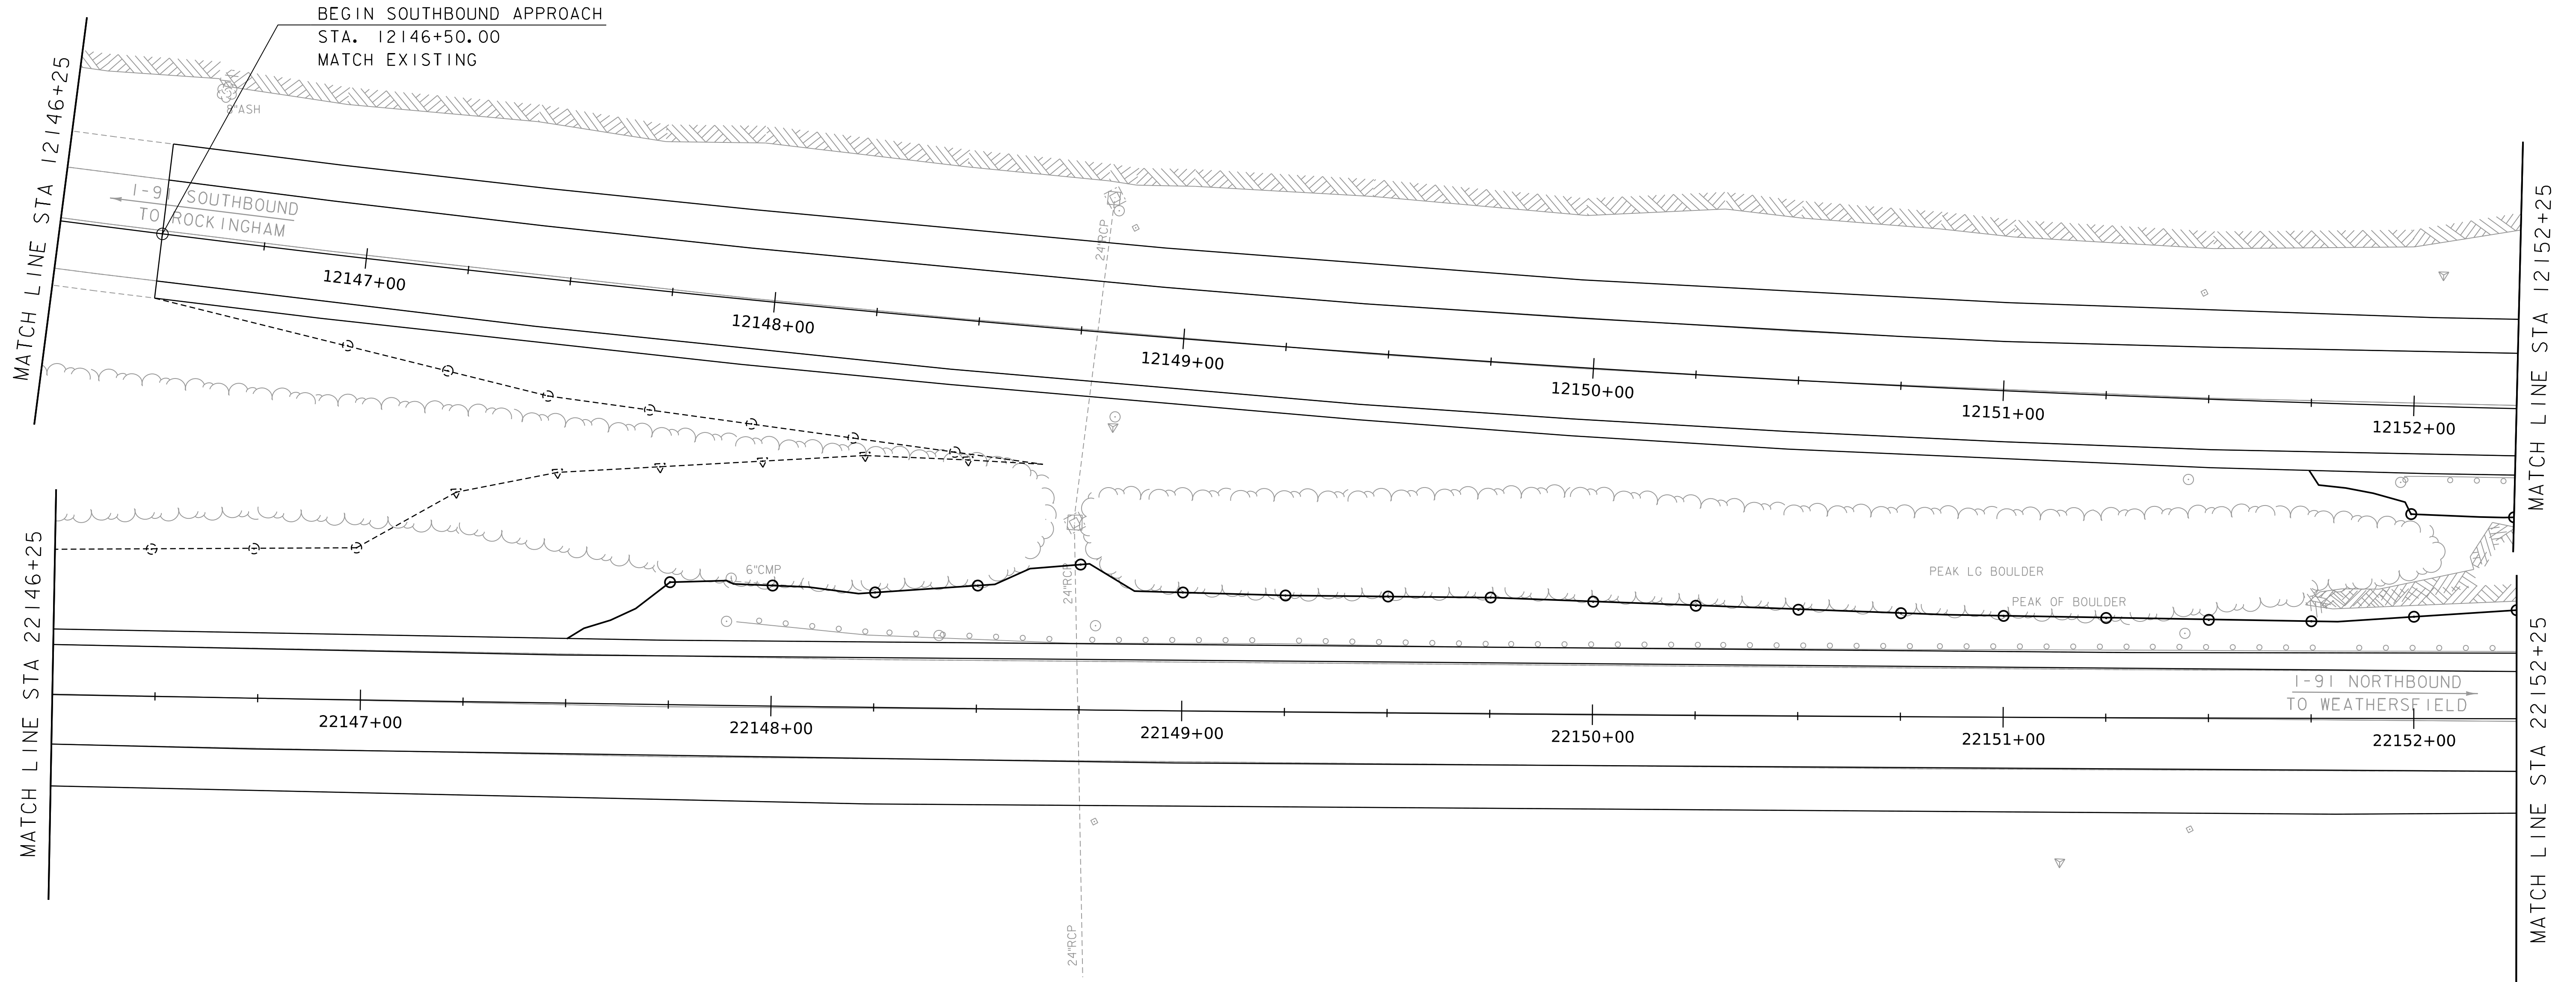 BEGIN SOUTHBOUND APPROACH
STA. 12146+50.00
MATCH EXISTING
MATCH LINE STA 12146+25
8"ASH
I-91 SOUTHBOUND
TO ROCKINGHAM
24"RCP
12147+00
12148+00
12149+00
12150+00
12151+00
12152+00
MATCH LINE STA 12152+25
MATCH LINE STA 22146+25
6"CMP
24"RCP
PEAK LG BOULDER
PEAK OF BOULDER
I-91 NORTHBOUND
TO WEATHERSFIELD
22147+00
22148+00
22149+00
22150+00
22151+00
22152+00
MATCH LINE STA 22152+25
24"RCP